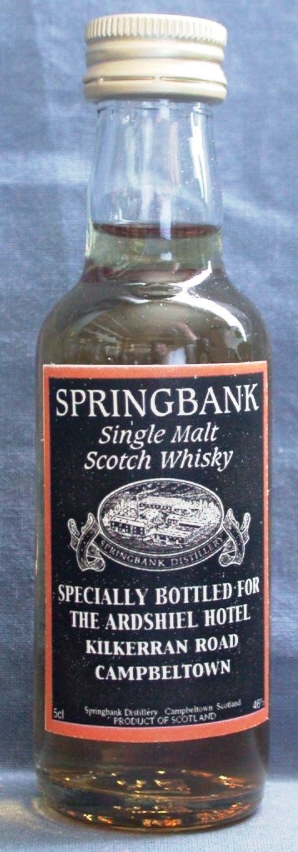 SPRINGBANK
Single Malt
Scotch Whisky
SPRINGBANK DISTILLERY
SPECIALLY BOTTLED FOR
THE ARDSHIEL HOTEL
KILKERRAN ROAD
CAMPBELTOWN
Springbank Distillery Campbeltown Scotland
5cl PRODUCT OF SCOTLAND 46%